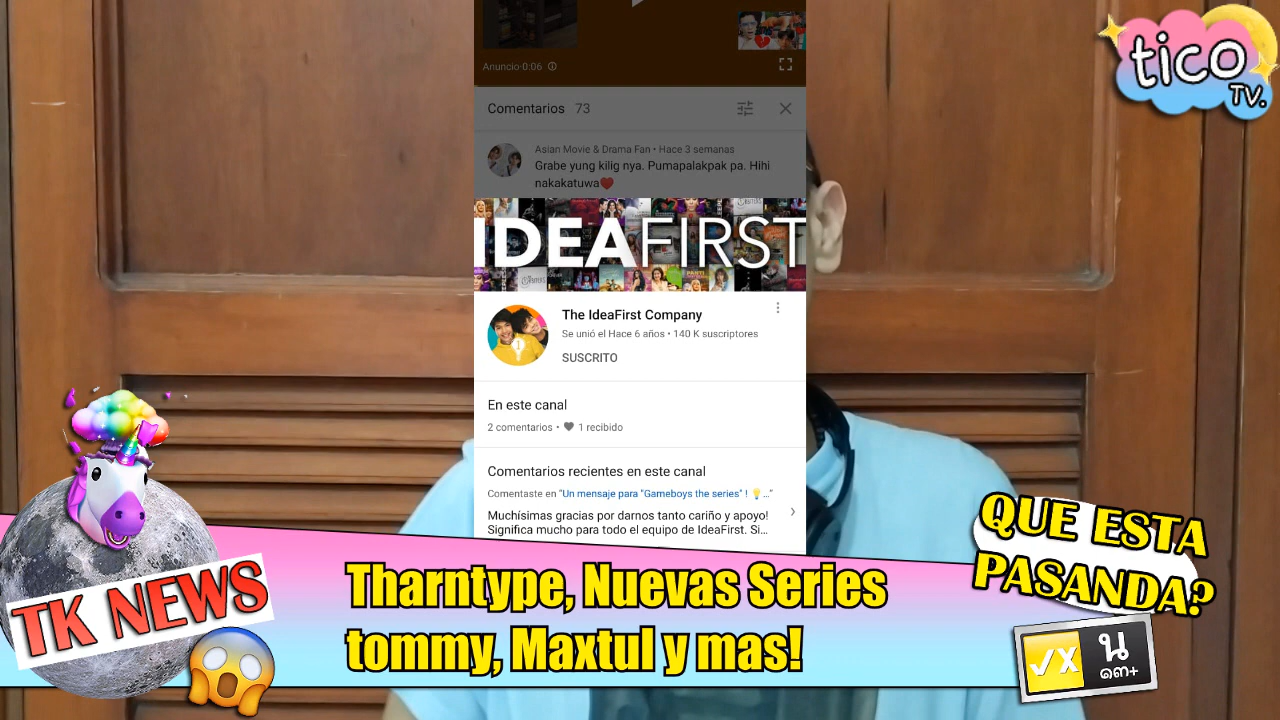 tico
TV.
Anuncio·0:06
Comentarios 73
Asian Movie & Drama Fan • Hace 3 semanas
Grabe yung kilig nya. Pumapalakpak pa. Hihi
nakakatuwa❤️
IDEAFIRST
The IdeaFirst Company
Se unió el Hace 6 años • 140 K suscriptores
SUSCRITO
En este canal
2 comentarios • ♥ 1 recibido
Comentarios recientes en este canal
Comentaste en "Un mensaje para "Gameboys the series" ! 💡..."
Muchísimas gracias por darnos tanto cariño y apoyo!
Significa mucho para todo el equipo de IdeaFirst. Si...
TK NEWS
Tharntype, Nuevas Series
tommy, Maxtul y mas!
QUE ESTA
PASANDA?
√x น
๑๓+